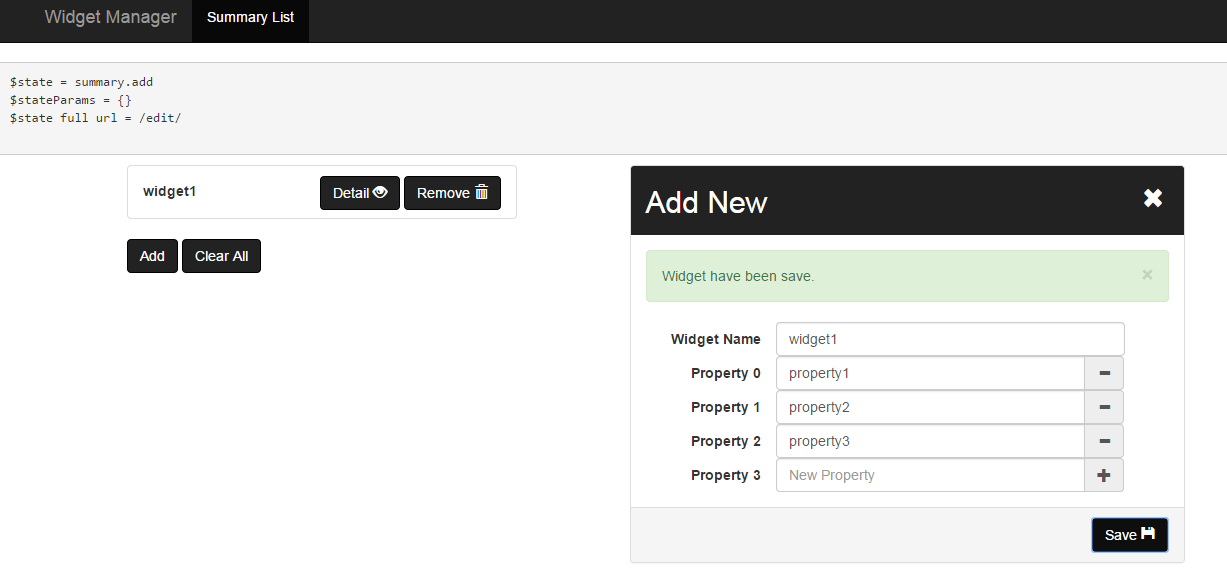 Widget Manager Summary List
$state = summary.add
$stateParams = {}
$state full url = /edit/
widget1 Detail Remove
Add Clear All
Add New
Widget have been save.
Widget Name widget1
Property 0 property1
Property 1 property2
Property 2 property3
Property 3 New Property
Save